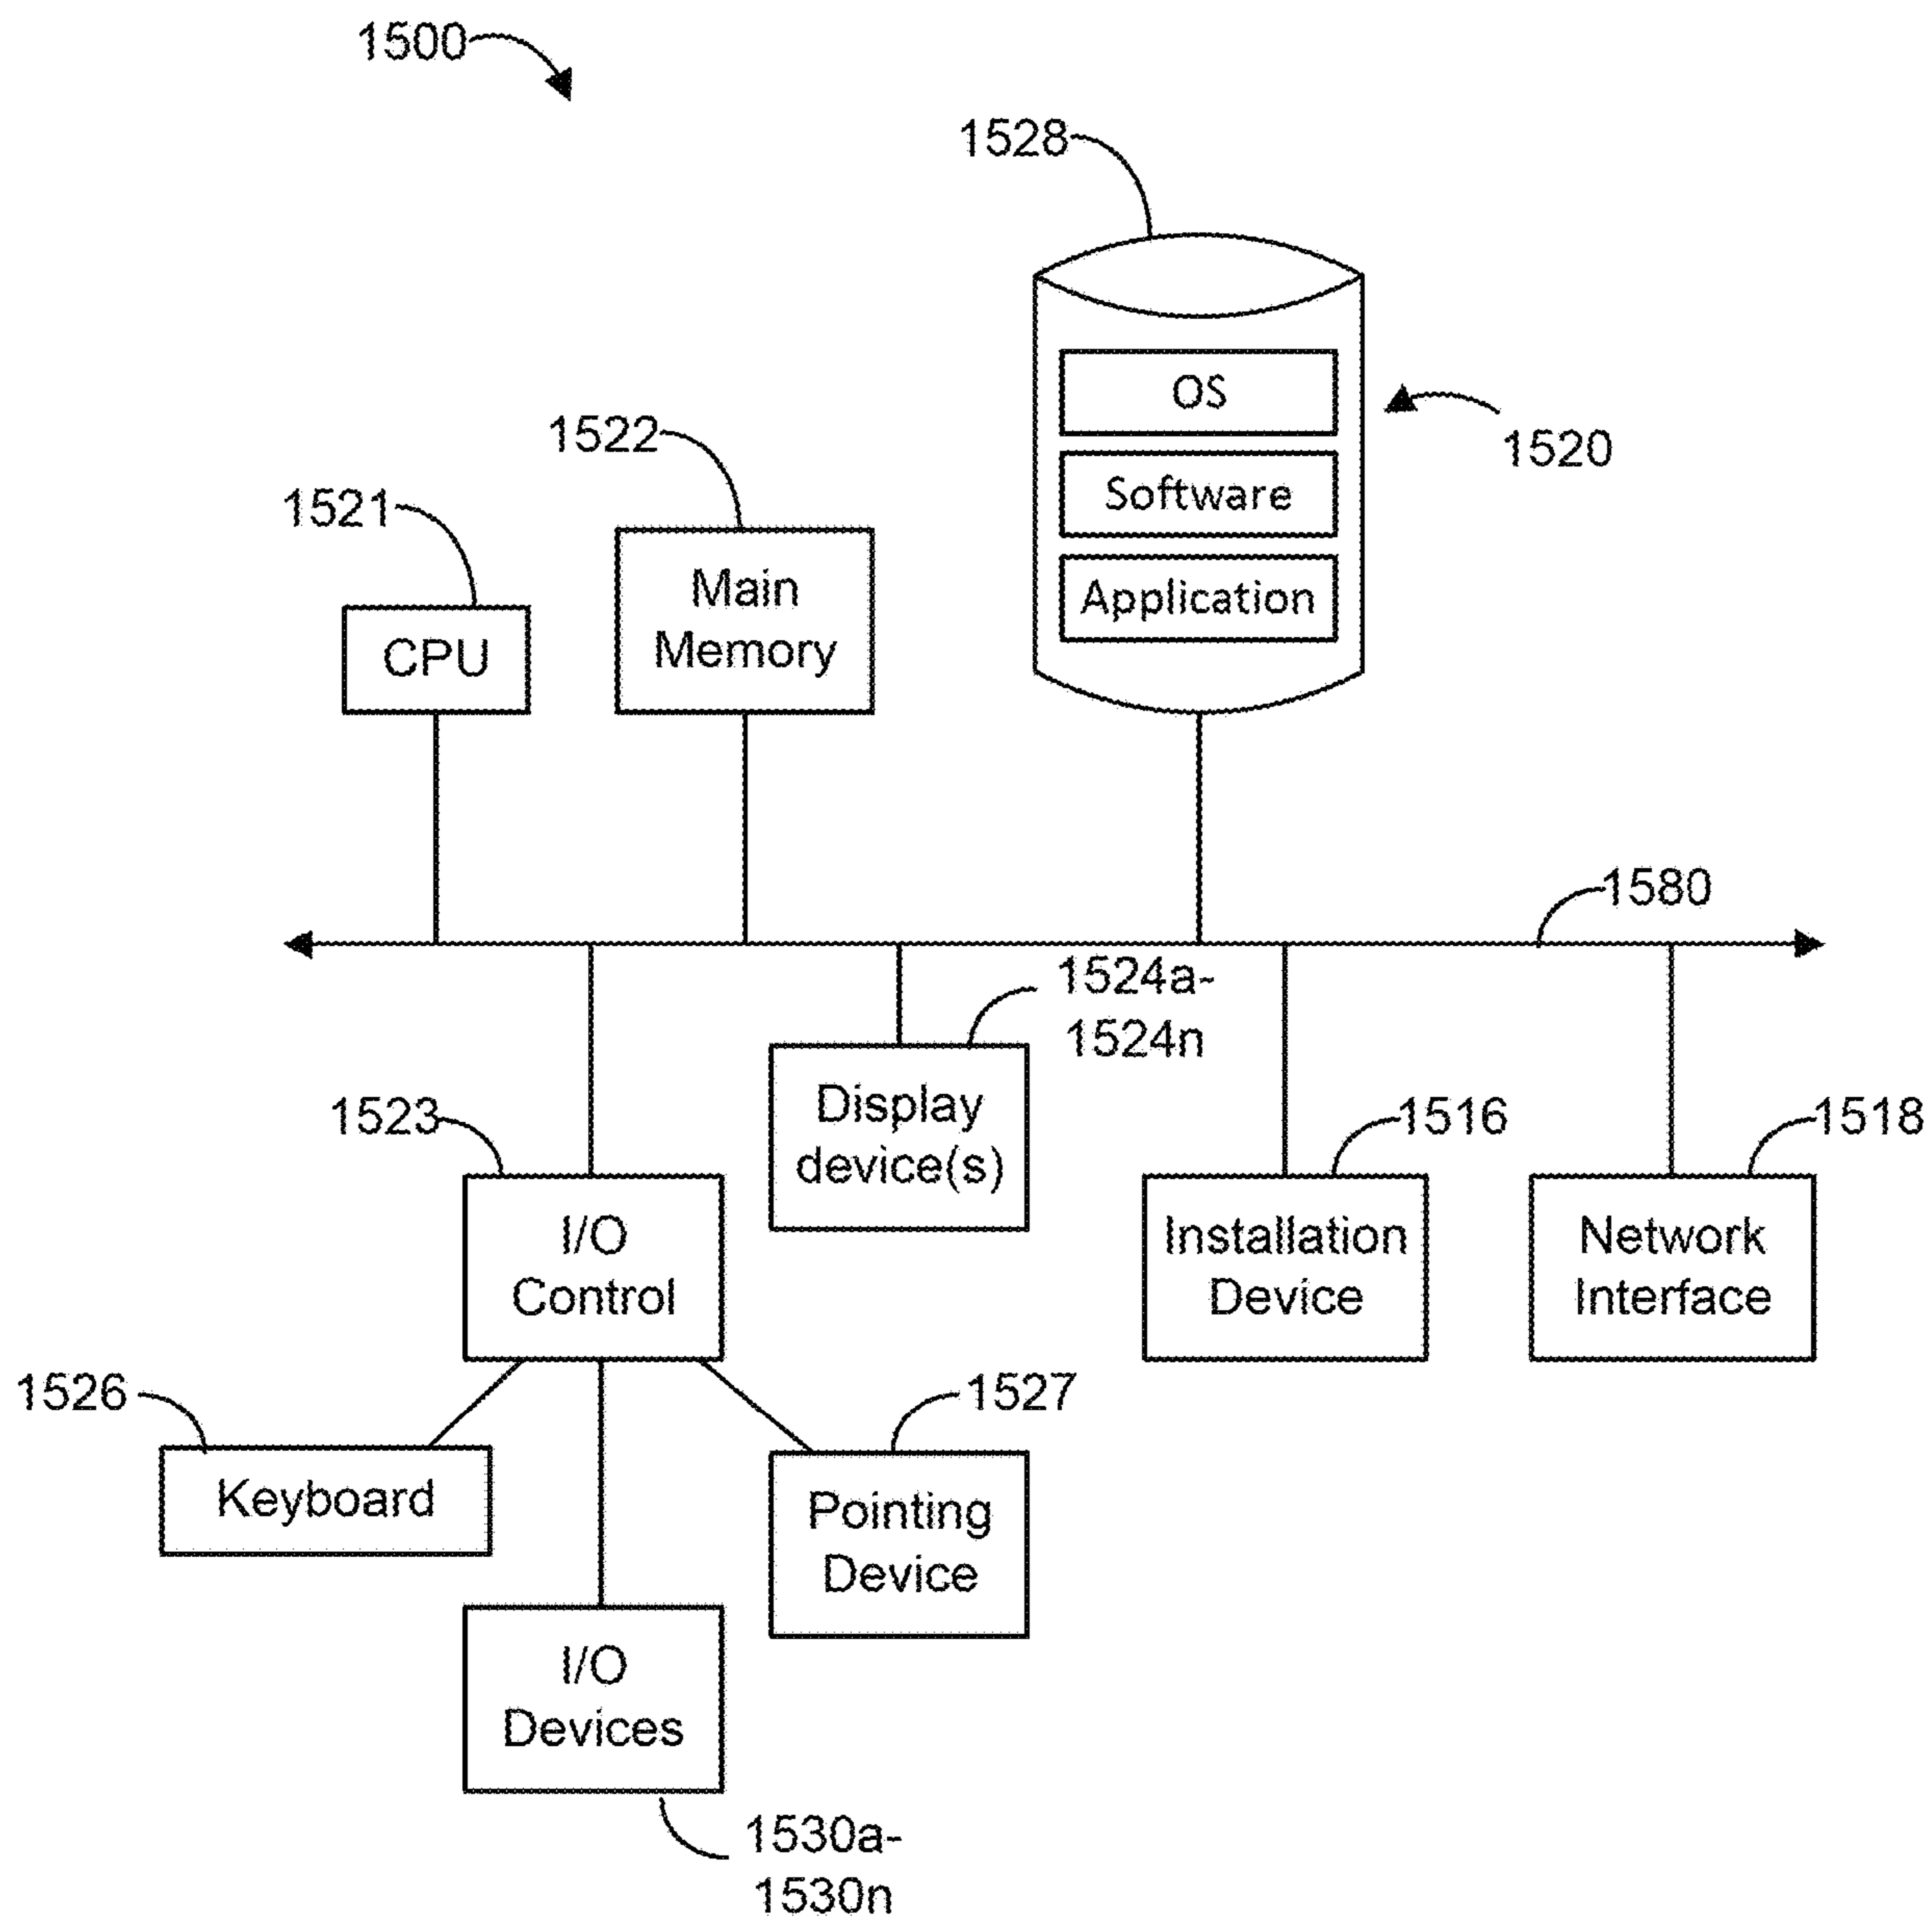 1500
1528
OS
1520
1522
Software
1521
Main
Memory
Application
CPU
1580
1524a-
1524n
Display
device(s)
1523
1516
1518
I/O
Control
Installation
Device
Network
Interface
1526
1527
Keyboard
Pointing
Device
I/O
Devices
1530a-
1530n